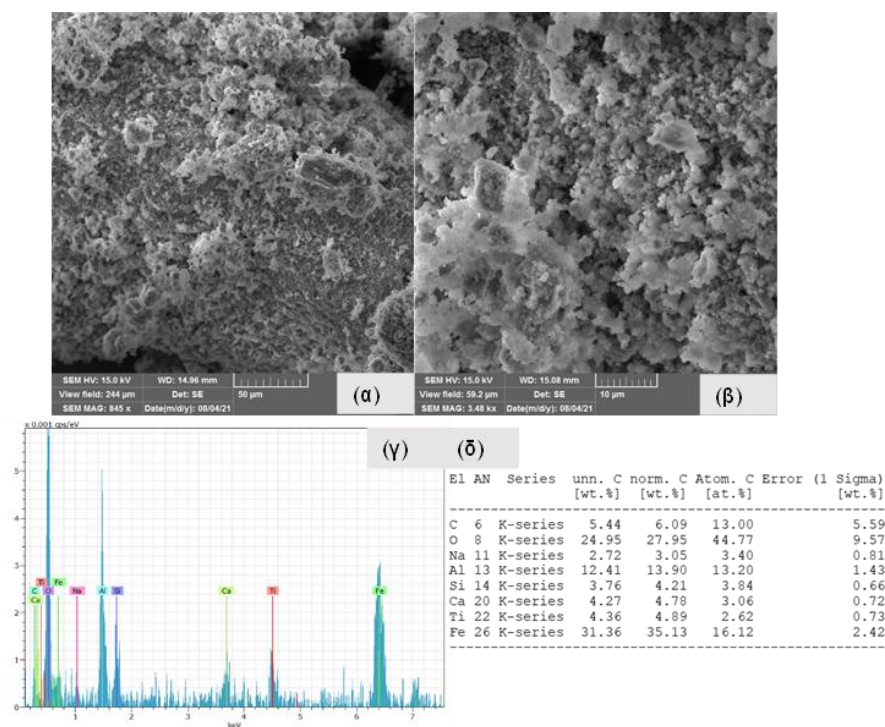 SEM HV: 15.0 kV WD: 14.96 mm
View field: 244 µm Det: SE 50 µm
SEM MAG: 845 x Date(m/d/y): 08/04/21
(α)
SEM HV: 15.0 kV WD: 15.08 mm
View field: 59.2 µm Det: SE 10 µm
SEM MAG: 3.48 kx Date(m/d/y): 08/04/21
(β)
x 0.001 cps/eV
(γ) (δ)
5
4
3
2
1
0
Ti Fe
C O Na Al Si Ca Ti Fe
Ca
1 2 3 4 5 6 7
keV
El AN Series unn. C norm. C Atom. C Error (1 Sigma)
[wt.%] [wt.%] [at.%] [wt.%]
C 6 K-series 5.44 6.09 13.00 5.59
O 8 K-series 24.95 27.95 44.77 9.57
Na 11 K-series 2.72 3.05 3.40 0.81
Al 13 K-series 12.41 13.90 13.20 1.43
Si 14 K-series 3.76 4.21 3.84 0.66
Ca 20 K-series 4.27 4.78 3.06 0.72
Ti 22 K-series 4.36 4.89 2.62 0.73
Fe 26 K-series 31.36 35.13 16.12 2.42